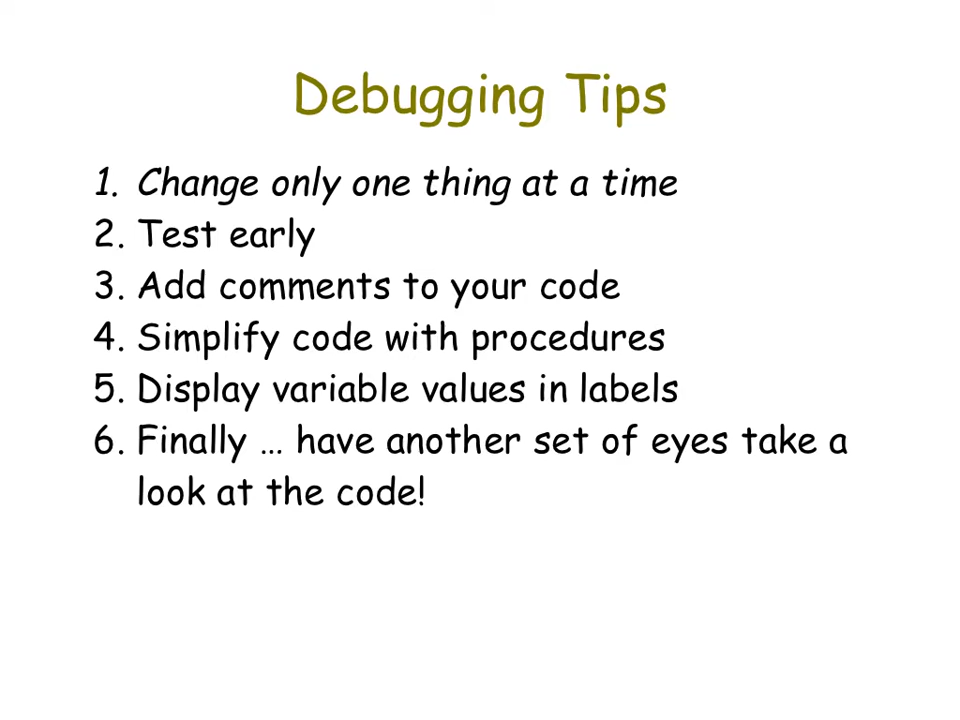 Debugging Tips
1. Change only one thing at a time
2. Test early
3. Add comments to your code
4. Simplify code with procedures
5. Display variable values in labels
6. Finally … have another set of eyes take a
look at the code!